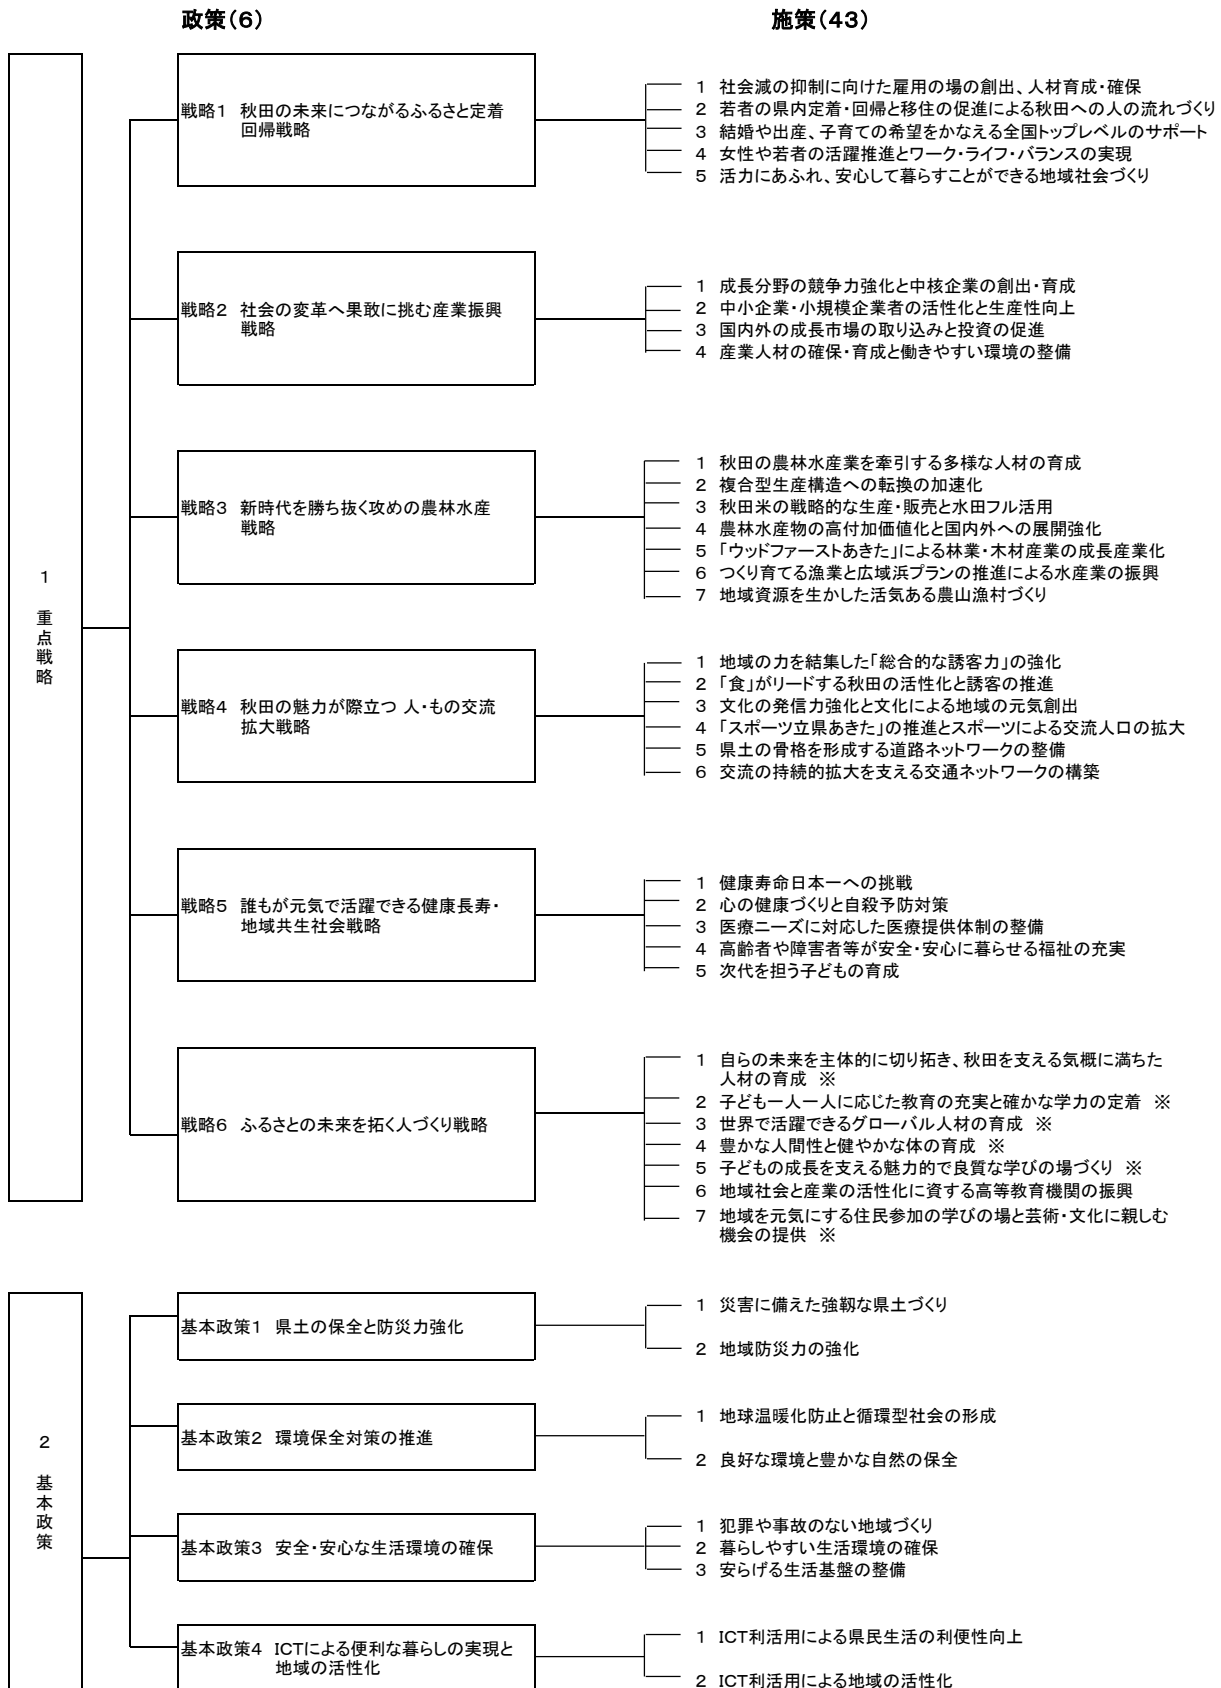 政策(6)
施策(43)
1 重点戦略
戦略1 秋田の未来につながるふるさと定着
回帰戦略
1 社会減の抑制に向けた雇用の場の創出、人材育成・確保
2 若者の県内定着・回帰と移住の促進による秋田への人の流れづくり
3 結婚や出産、子育ての希望をかなえる全国トップレベルのサポート
4 女性や若者の活躍推進とワーク・ライフ・バランスの実現
5 活力にあふれ、安心して暮らすことができる地域社会づくり
戦略2 社会の変革へ果敢に挑む産業振興
戦略
1 成長分野の競争力強化と中核企業の創出・育成
2 中小企業・小規模企業者の活性化と生産性向上
3 国内外の成長市場の取り込みと投資の促進
4 産業人材の確保・育成と働きやすい環境の整備
戦略3 新時代を勝ち抜く攻めの農林水産
戦略
1 秋田の農林水産業を牽引する多様な人材の育成
2 複合型生産構造への転換の加速化
3 秋田米の戦略的な生産・販売と水田フル活用
4 農林水産物の高付加価値化と国内外への展開強化
5 「ウッドファーストあきた」による林業・木材産業の成長産業化
6 つくり育てる漁業と広域浜プランの推進による水産業の振興
7 地域資源を生かした活気ある農山漁村づくり
戦略4 秋田の魅力が際立つ 人・もの交流
拡大戦略
1 地域の力を結集した「総合的な誘客力」の強化
2 「食」がリードする秋田の活性化と誘客の推進
3 文化の発信力強化と文化による地域の元気創出
4 「スポーツ立県あきた」の推進とスポーツによる交流人口の拡大
5 県土の骨格を形成する道路ネットワークの整備
6 交流の持続的拡大を支える交通ネットワークの構築
戦略5 誰もが元気で活躍できる健康長寿・
地域共生社会戦略
1 健康寿命日本一への挑戦
2 心の健康づくりと自殺予防対策
3 医療ニーズに対応した医療提供体制の整備
4 高齢者や障害者等が安全・安心に暮らせる福祉の充実
5 次代を担う子どもの育成
戦略6 ふるさとの未来を拓く人づくり戦略
1 自らの未来を主体的に切り拓き、秋田を支える気概に満ちた
人材の育成 ※
2 子ども一人一人に応じた教育の充実と確かな学力の定着 ※
3 世界で活躍できるグローバル人材の育成 ※
4 豊かな人間性と健やかな体の育成 ※
5 子どもの成長を支える魅力的で良質な学びの場づくり ※
6 地域社会と産業の活性化に資する高等教育機関の振興
7 地域を元気にする住民参加の学びの場と芸術・文化に親しむ
機会の提供 ※
2 基本政策
基本政策1 県土の保全と防災力強化
1 災害に備えた強靱な県土づくり
2 地域防災力の強化
基本政策2 環境保全対策の推進
1 地球温暖化防止と循環型社会の形成
2 良好な環境と豊かな自然の保全
基本政策3 安全・安心な生活環境の確保
1 犯罪や事故のない地域づくり
2 暮らしやすい生活環境の確保
3 安らげる生活基盤の整備
基本政策4 ICTによる便利な暮らしの実現と
地域の活性化
1 ICT利活用による県民生活の利便性向上
2 ICT利活用による地域の活性化